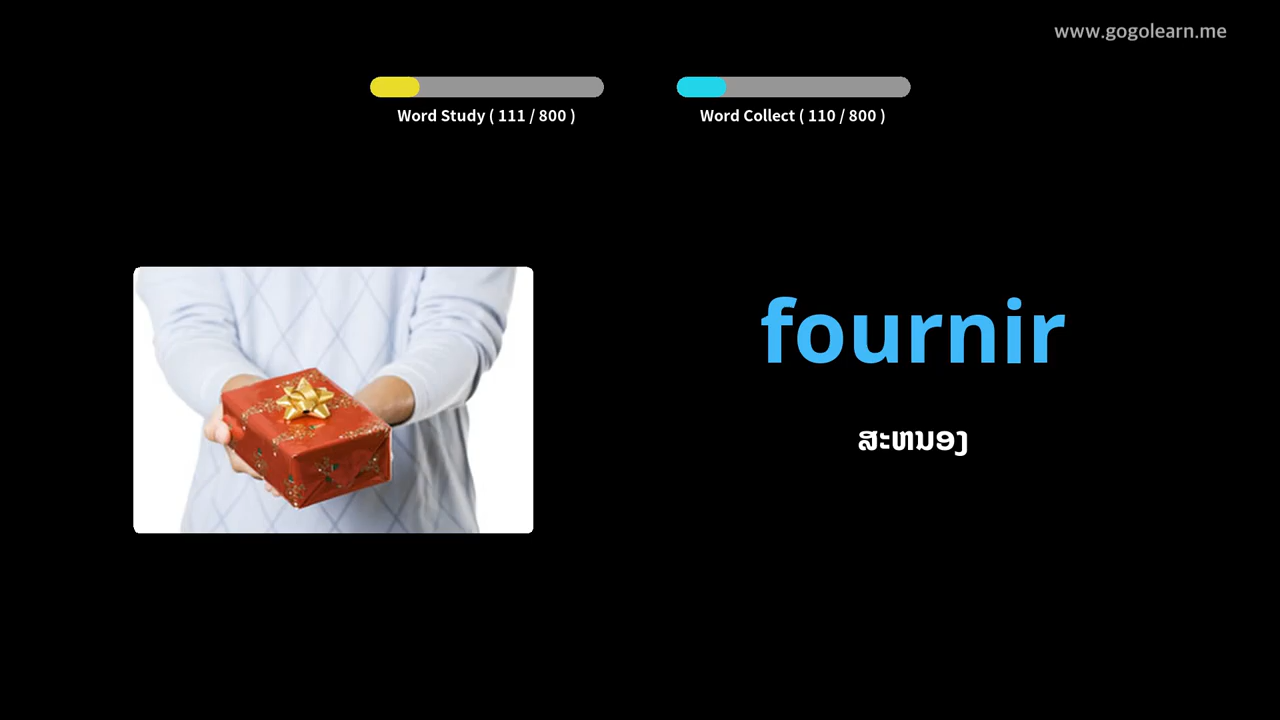 www.gogolearn.me
Word Study ( 111 / 800 )
Word Collect ( 110 / 800 )
fournir
ສະຫນອງ